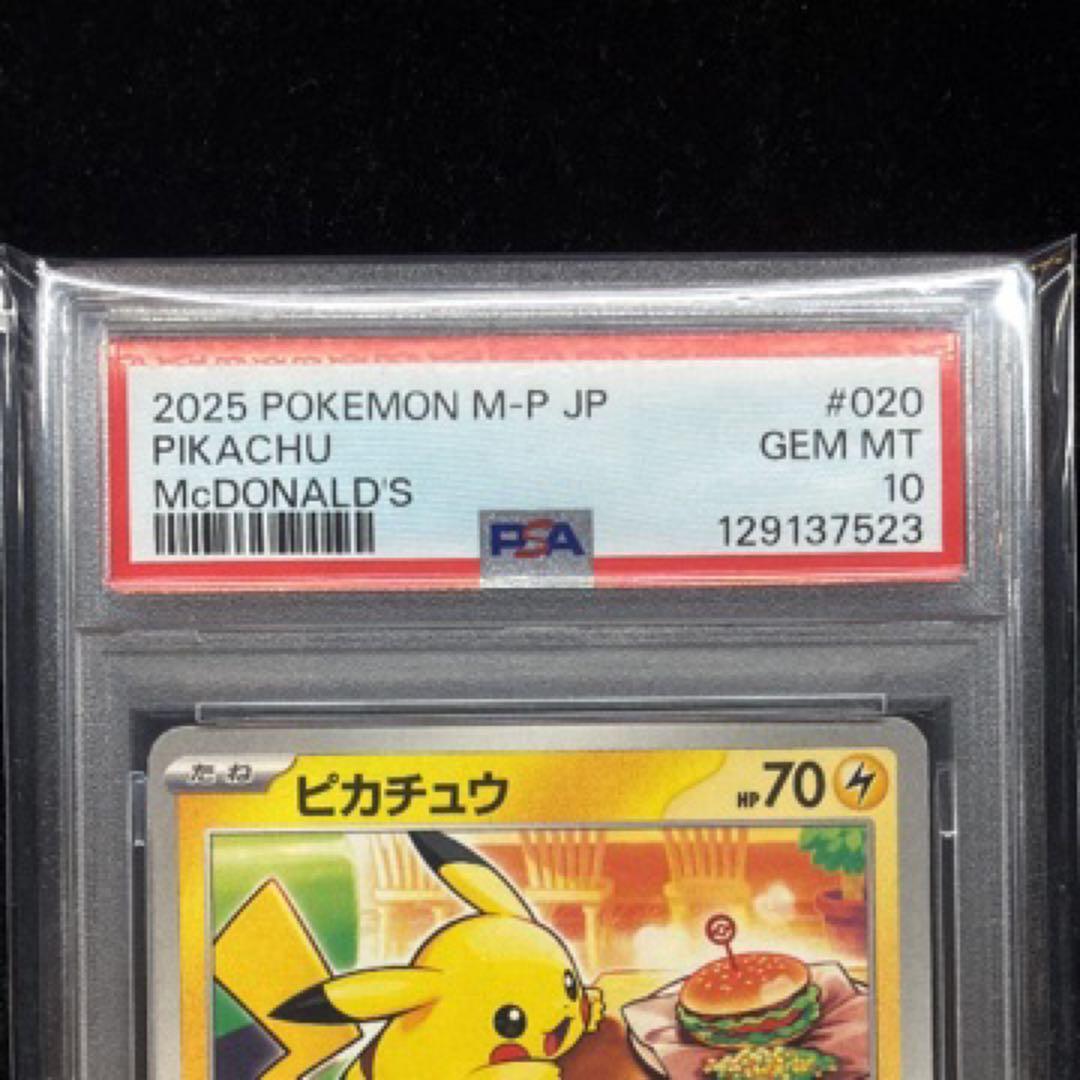 2025 POKEMON M-P JP #020
PIKACHU GEM MT
McDONALD'S 10
PSA 129137523
たね ピカチュウ HP70